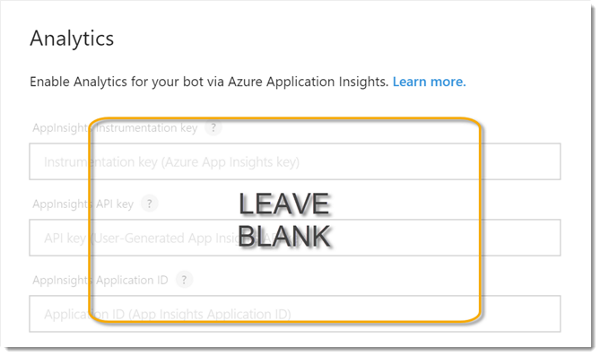 Analytics
Enable Analytics for your bot via Azure Application Insights. Learn more.
AppInsights Instrumentation key ?
Instrumentation key (Azure App Insights key)
AppInsights API key ?
LEAVE
BLANK
API key (User-Generated App Insights
AppInsights Application ID ?
Application ID (App Insights Application ID)